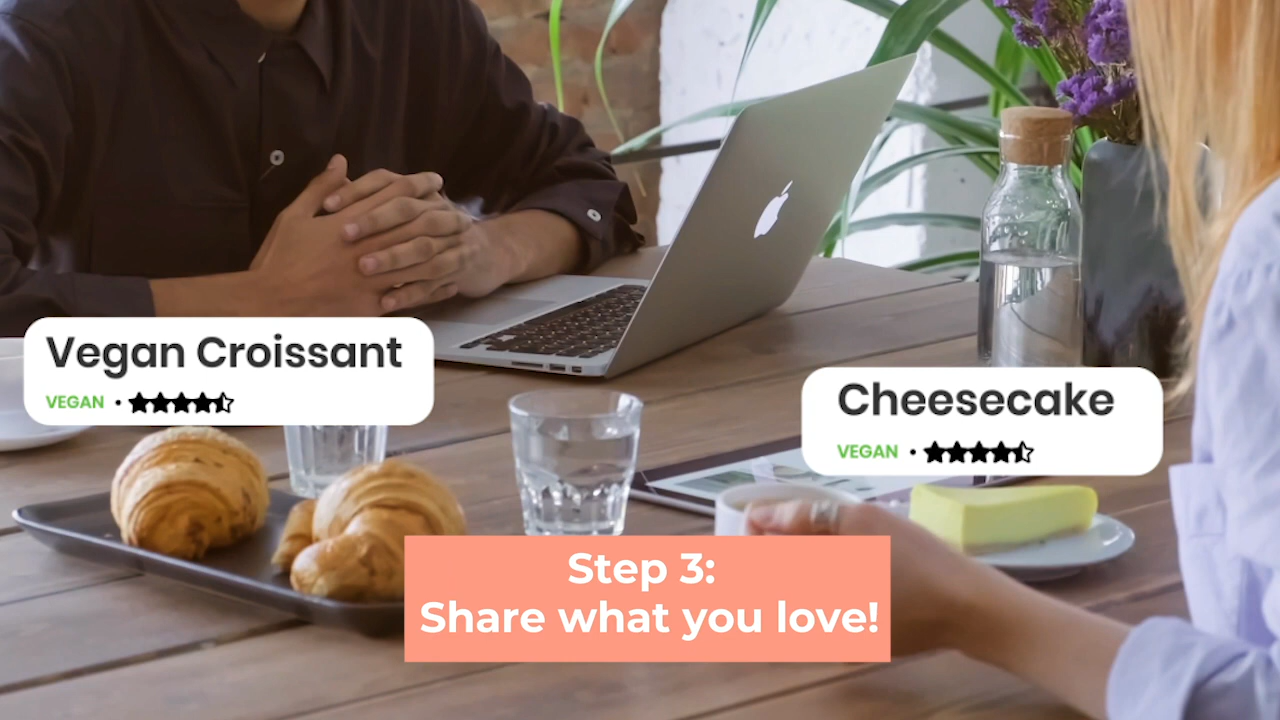 Vegan Croissant
VEGAN • ★★★★⯪
Cheesecake
VEGAN • ★★★★⯪
Step 3:
Share what you love!